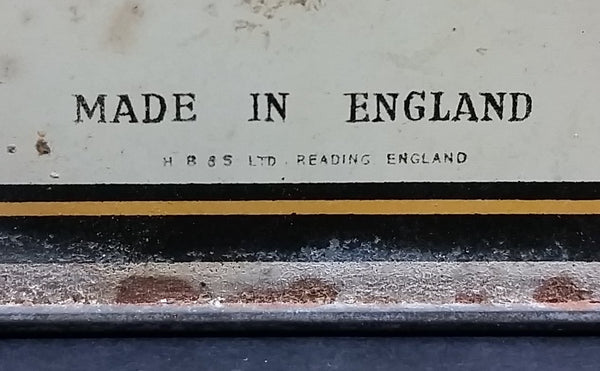 MADE IN ENGLAND
H B & S LTD. READING ENGLAND